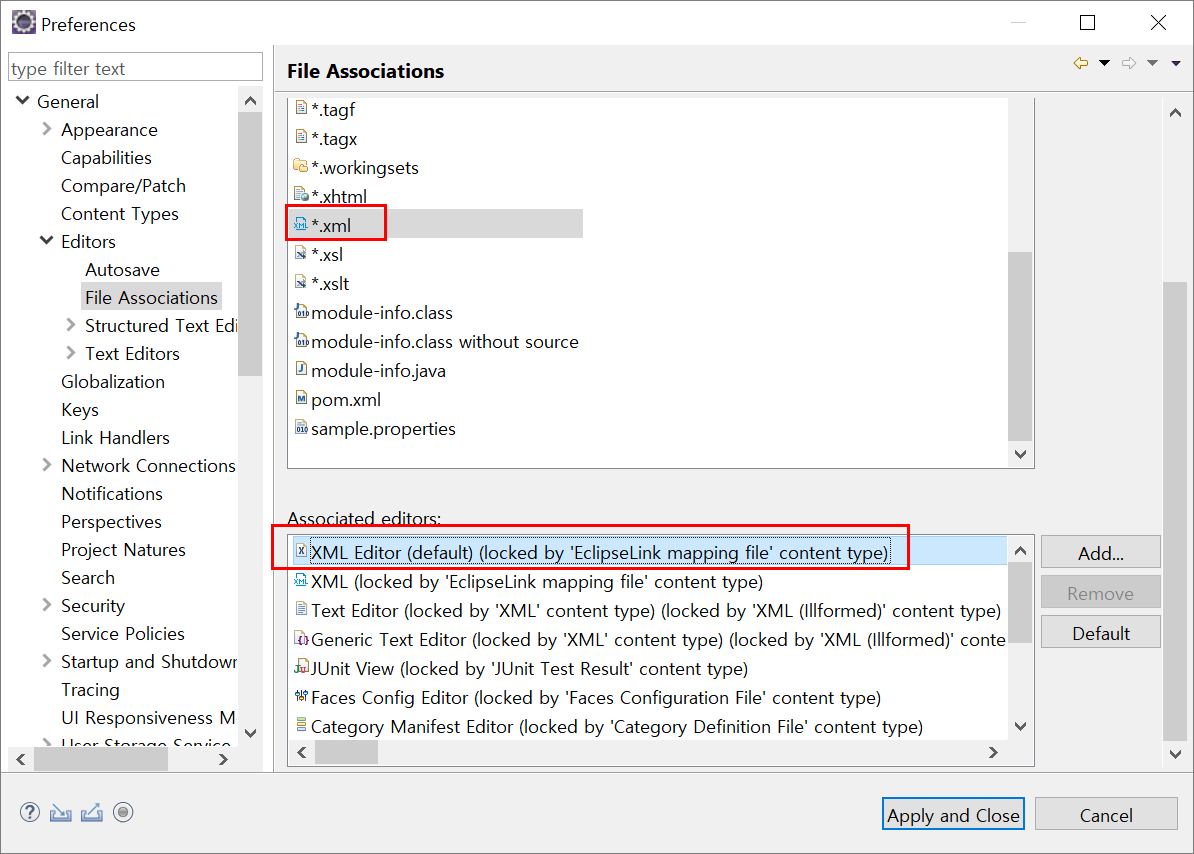 Preferences
type filter text
General
Appearance
Capabilities
Compare/Patch
Content Types
Editors
Autosave
File Associations
Structured Text Edi
Text Editors
Globalization
Keys
Link Handlers
Network Connections
Notifications
Perspectives
Project Natures
Search
Security
Service Policies
Startup and Shutdown
Tracing
UI Responsiveness M
User Storage Service
File Associations
*.tagf
*.tagx
*.workingsets
*.xhtml
*.xml
*.xsl
*.xslt
module-info.class
module-info.class without source
module-info.java
pom.xml
sample.properties
Associated editors:
XML Editor (default) (locked by 'EclipseLink mapping file' content type)
XML (locked by 'EclipseLink mapping file' content type)
Text Editor (locked by 'XML' content type) (locked by 'XML (Illformed)' content type)
Generic Text Editor (locked by 'XML' content type) (locked by 'XML (Illformed)' conte
JUnit View (locked by 'JUnit Test Result' content type)
Faces Config Editor (locked by 'Faces Configuration File' content type)
Category Manifest Editor (locked by 'Category Definition File' content type)
Add...
Remove
Default
Apply and Close
Cancel